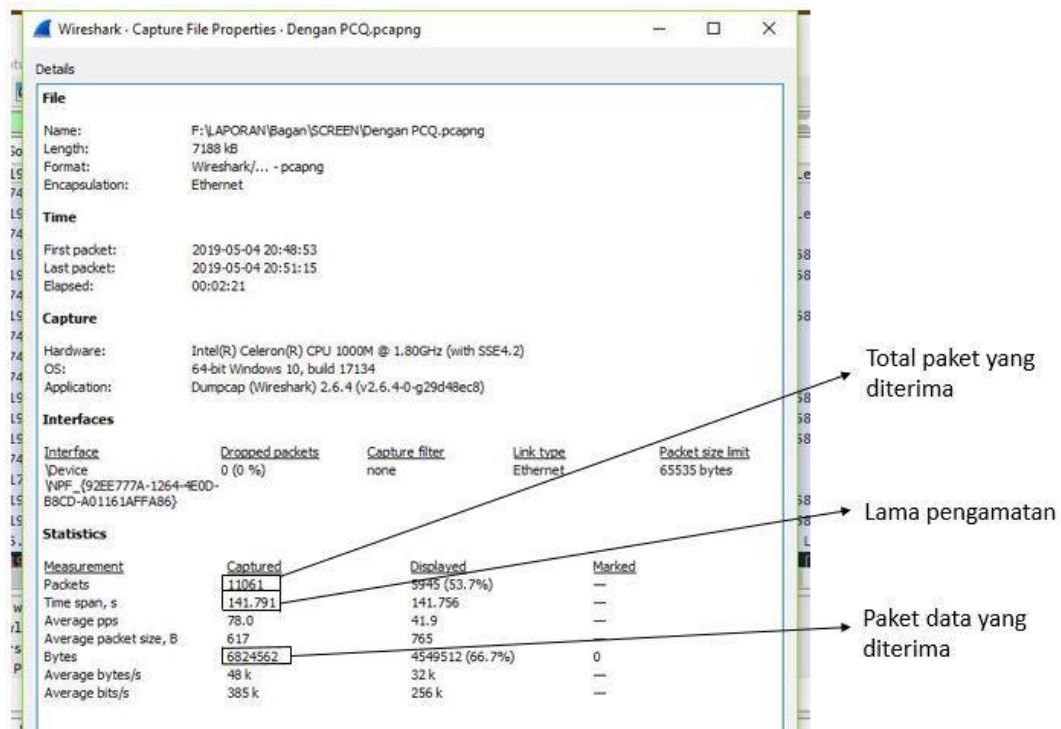 Wireshark · Capture File Properties · Dengan PCQ.pcapng
Details
File
Name: F:\LAPORAN\Bagan\SCREEN\Dengan PCQ.pcapng
Length: 7188 kB
Format: Wireshark/... - pcapng
Encapsulation: Ethernet
Time
First packet: 2019-05-04 20:48:53
Last packet: 2019-05-04 20:51:15
Elapsed: 00:02:21
Capture
Hardware: Intel(R) Celeron(R) CPU 1000M @ 1.80GHz (with SSE4.2)
OS: 64-bit Windows 10, build 17134
Application: Dumpcap (Wireshark) 2.6.4 (v2.6.4-0-g29d48ec8)
Interfaces
Interface Dropped packets Capture filter Link type Packet size limit
\Device 0 (0 %) none Ethernet 65535 bytes
\NPF_{92EE777A-1264-4E0D-
B8CD-A01161AFFA86}
Statistics
Measurement Captured Displayed Marked
Packets 11061 5945 (53.7%) —
Time span, s 141.791 141.756 —
Average pps 78.0 41.9 —
Average packet size, B 617 765 —
Bytes 6824562 4549512 (66.7%) 0
Average bytes/s 48 k 32 k —
Average bits/s 385 k 256 k —
Total paket yang
diterima
Lama pengamatan
Paket data yang
diterima